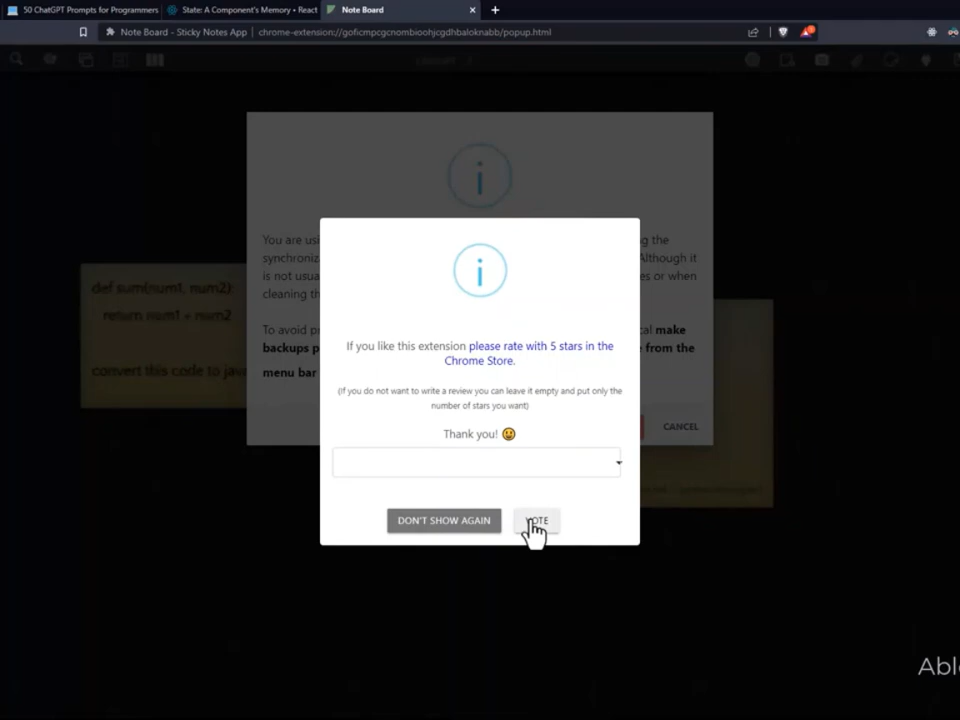 50 ChatGPT Prompts for Programmers
State: A Component's Memory • React
Note Board
Note Board - Sticky Notes App
chrome-extension://goficmpcgcnombioohjcgdhbaloknabb/popup.html
i
You are usi
g the
synchroniza
Although it
is not usua
es or when
cleaning th
To avoid p
al make
backups p
e from the
menu bar
CANCEL
def sum(num1, num2):
return num1 + num2
convert this code to java
i
If you like this extension please rate with 5 stars in the
Chrome Store.
(If you do not want to write a review you can leave it empty and put only the
number of stars you want)
Thank you!
DON'T SHOW AGAIN
VOTE
Abl